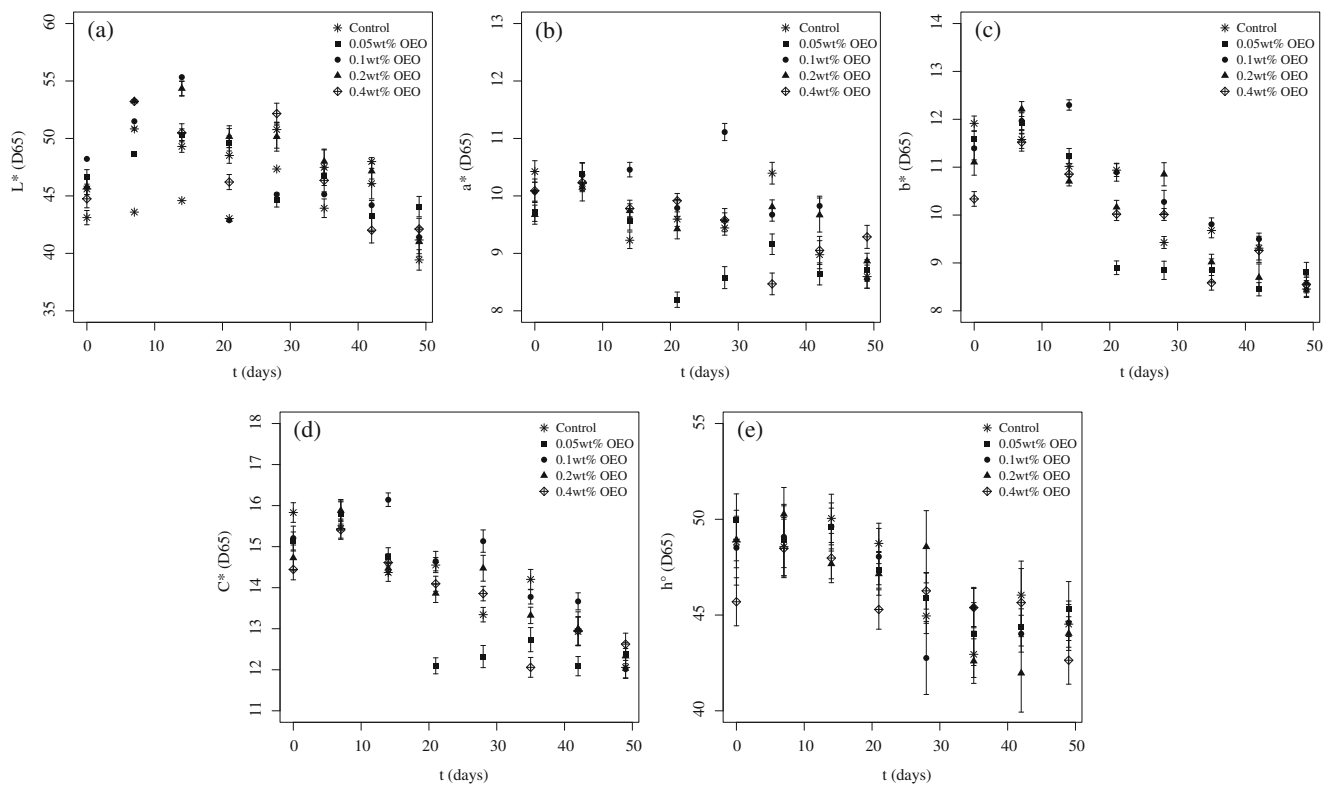 (a)
Control
0.05wt% OEO
0.1wt% OEO
0.2wt% OEO
0.4wt% OEO
60
55
50
45
40
35
L* (D65)
0 10 20 30 40 50
t (days)
(b)
Control
0.05wt% OEO
0.1wt% OEO
0.2wt% OEO
0.4wt% OEO
13
12
11
10
9
8
a* (D65)
0 10 20 30 40 50
t (days)
(c)
Control
0.05wt% OEO
0.1wt% OEO
0.2wt% OEO
0.4wt% OEO
14
13
12
11
10
9
8
b* (D65)
0 10 20 30 40 50
t (days)
(d)
Control
0.05wt% OEO
0.1wt% OEO
0.2wt% OEO
0.4wt% OEO
18
17
16
15
14
13
12
11
C* (D65)
0 10 20 30 40 50
t (days)
(e)
Control
0.05wt% OEO
0.1wt% OEO
0.2wt% OEO
0.4wt% OEO
55
50
45
40
h° (D65)
0 10 20 30 40 50
t (days)